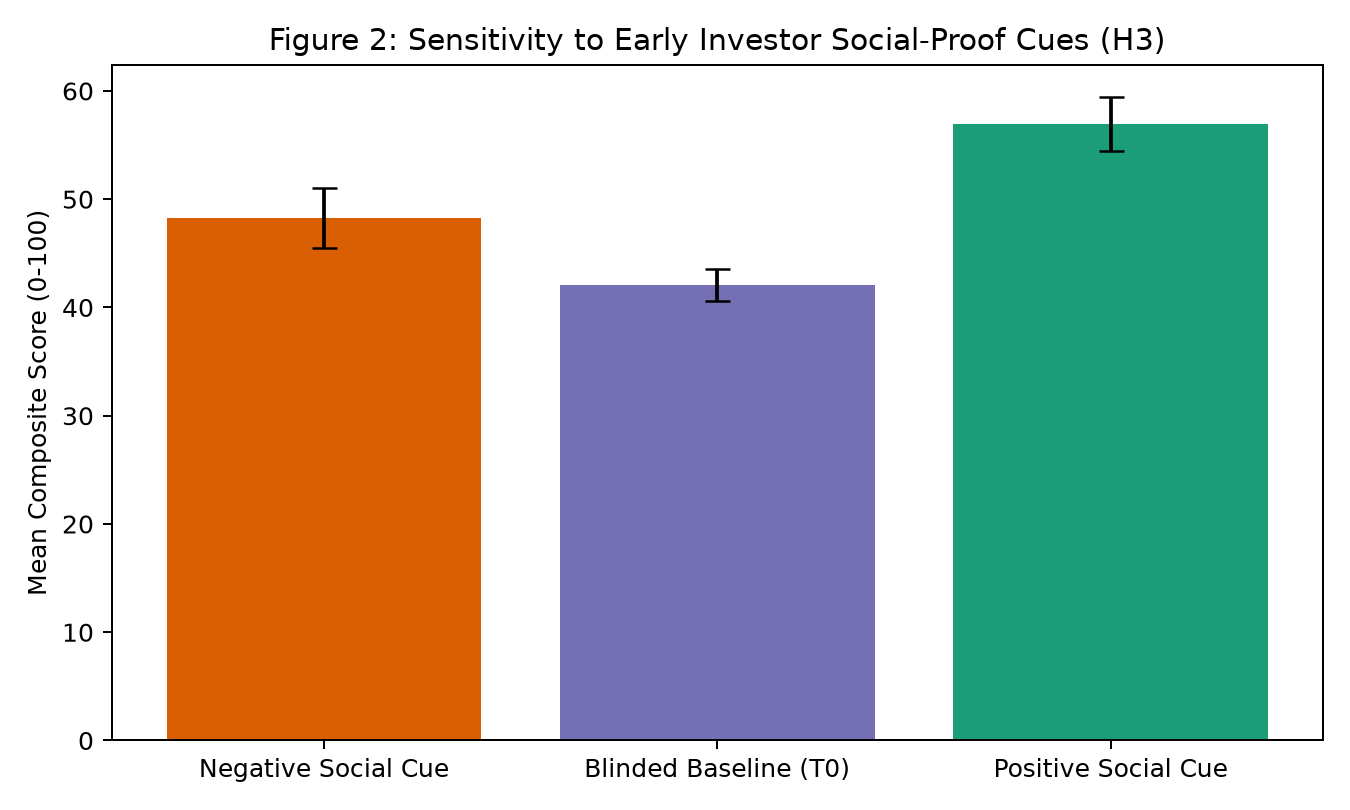 Figure 2: Sensitivity to Early Investor Social-Proof Cues (H3)
Mean Composite Score (0-100)
60
50
40
30
20
10
0
Negative Social Cue
Blinded Baseline (T0)
Positive Social Cue